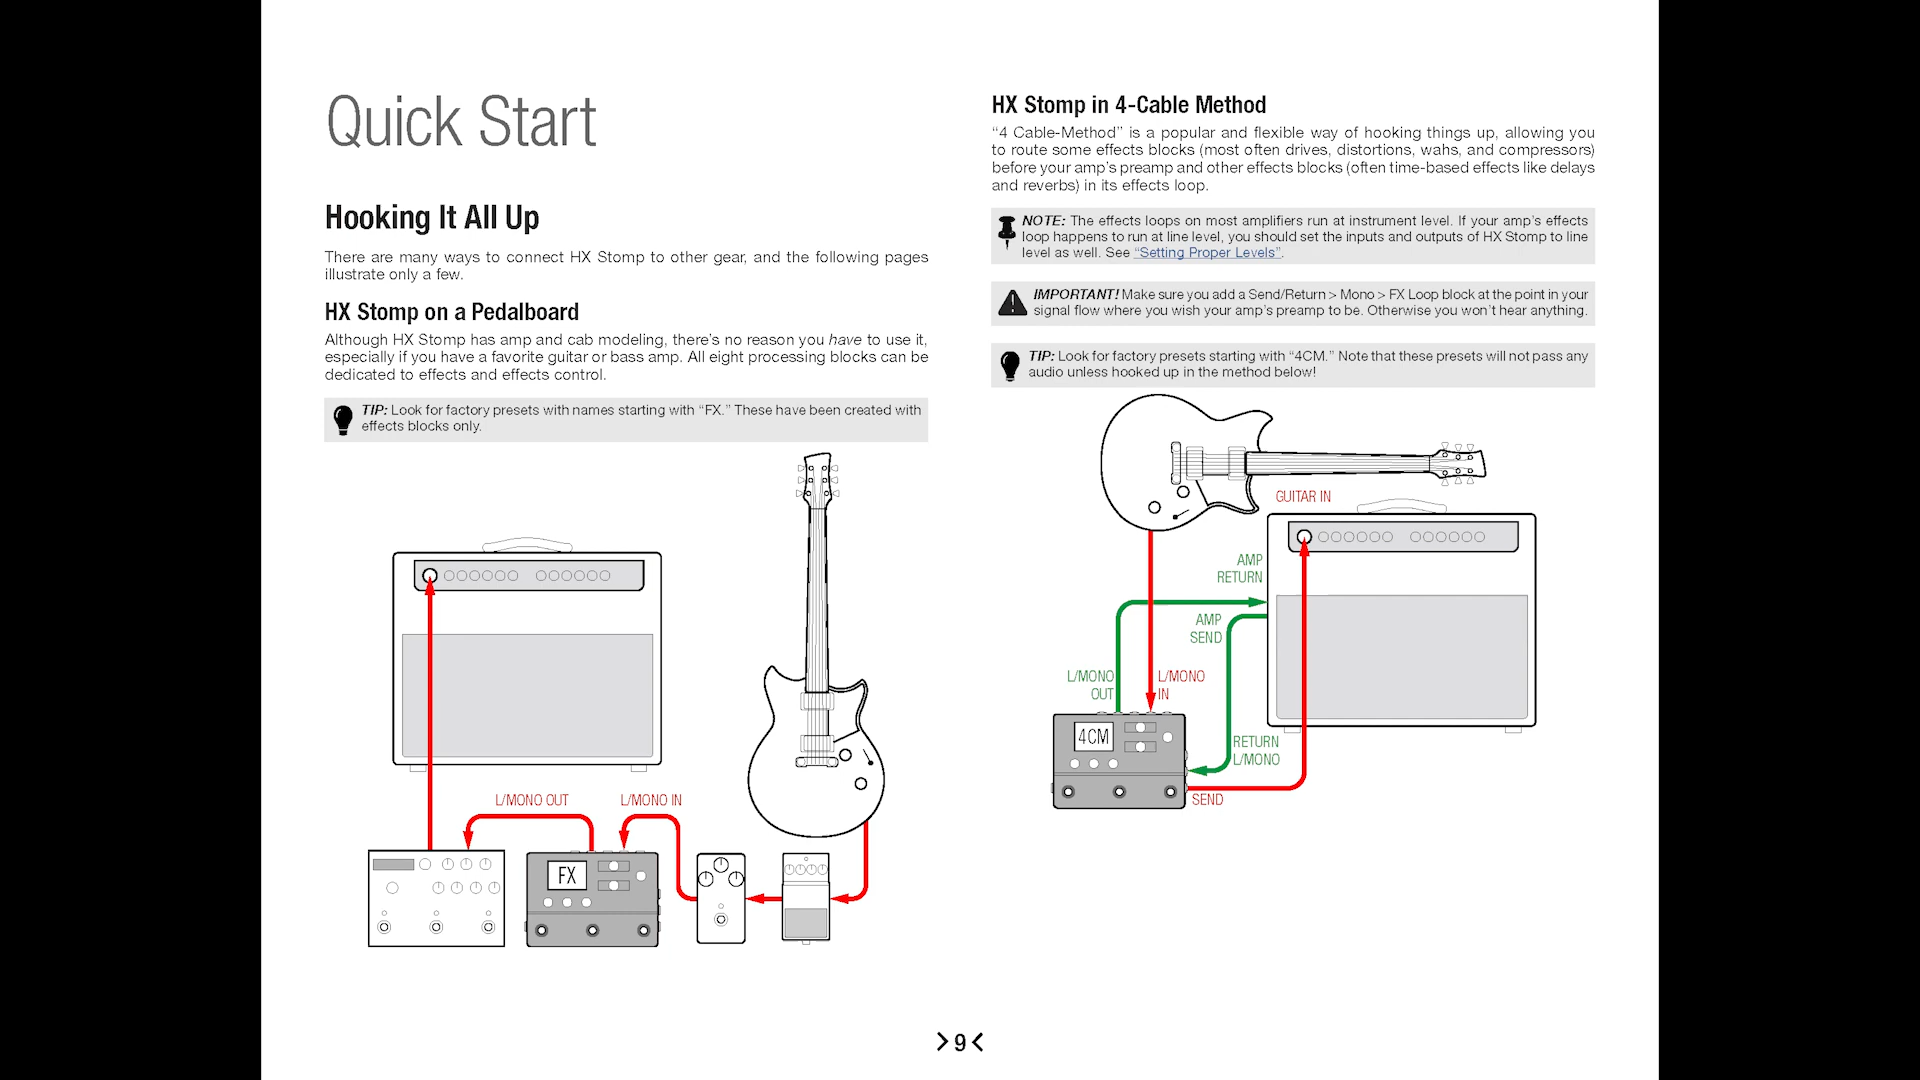 Quick Start
Hooking It All Up
There are many ways to connect HX Stomp to other gear, and the following pages
illustrate only a few.
HX Stomp on a Pedalboard
Although HX Stomp has amp and cab modeling, there's no reason you have to use it,
especially if you have a favorite guitar or bass amp. All eight processing blocks can be
dedicated to effects and effects control.
TIP: Look for factory presets with names starting with “FX.” These have been created with
effects blocks only.
L/MONO OUT
L/MONO IN
FX
HX Stomp in 4-Cable Method
“4 Cable-Method” is a popular and flexible way of hooking things up, allowing you
to route some effects blocks (most often drives, distortions, wahs, and compressors)
before your amp's preamp and other effects blocks (often time-based effects like delays
and reverbs) in its effects loop.
NOTE: The effects loops on most amplifiers run at instrument level. If your amp's effects
loop happens to run at line level, you should set the inputs and outputs of HX Stomp to line
level as well. See “Setting Proper Levels”.
IMPORTANT! Make sure you add a Send/Return > Mono > FX Loop block at the point in your
signal flow where you wish your amp's preamp to be. Otherwise you won't hear anything.
TIP: Look for factory presets starting with “4CM.” Note that these presets will not pass any
audio unless hooked up in the method below!
GUITAR IN
AMP
RETURN
AMP
SEND
L/MONO
OUT
L/MONO
IN
4CM
RETURN
L/MONO
SEND
>9<